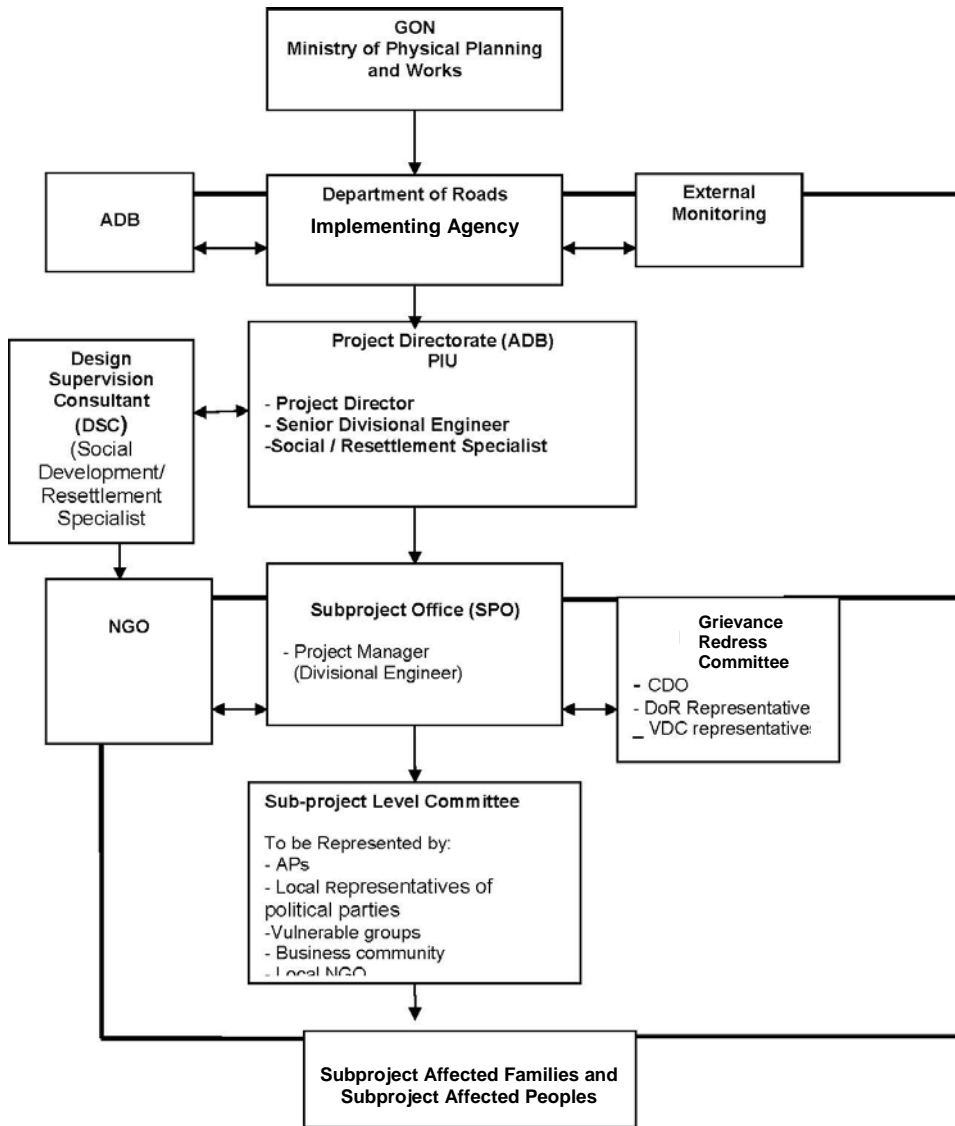 GON
Ministry of Physical Planning
and Works
ADB
Department of Roads
Implementing Agency
External
Monitoring
Design
Supervision
Consultant
(DSC)
(Social
Development/
Resettlement
Specialist
Project Directorate (ADB)
PIU
- Project Director
- Senior Divisional Engineer
-Social / Resettlement Specialist
NGO
Subproject Office (SPO)
- Project Manager
(Divisional Engineer)
Grievance
Redress
Committee
- CDO
- DoR Representative
_ VDC representatives
Sub-project Level Committee
To be Represented by:
- APs
- Local Representatives of
political parties
-Vulnerable groups
- Business community
- Local NGO
Subproject Affected Families and
Subproject Affected Peoples